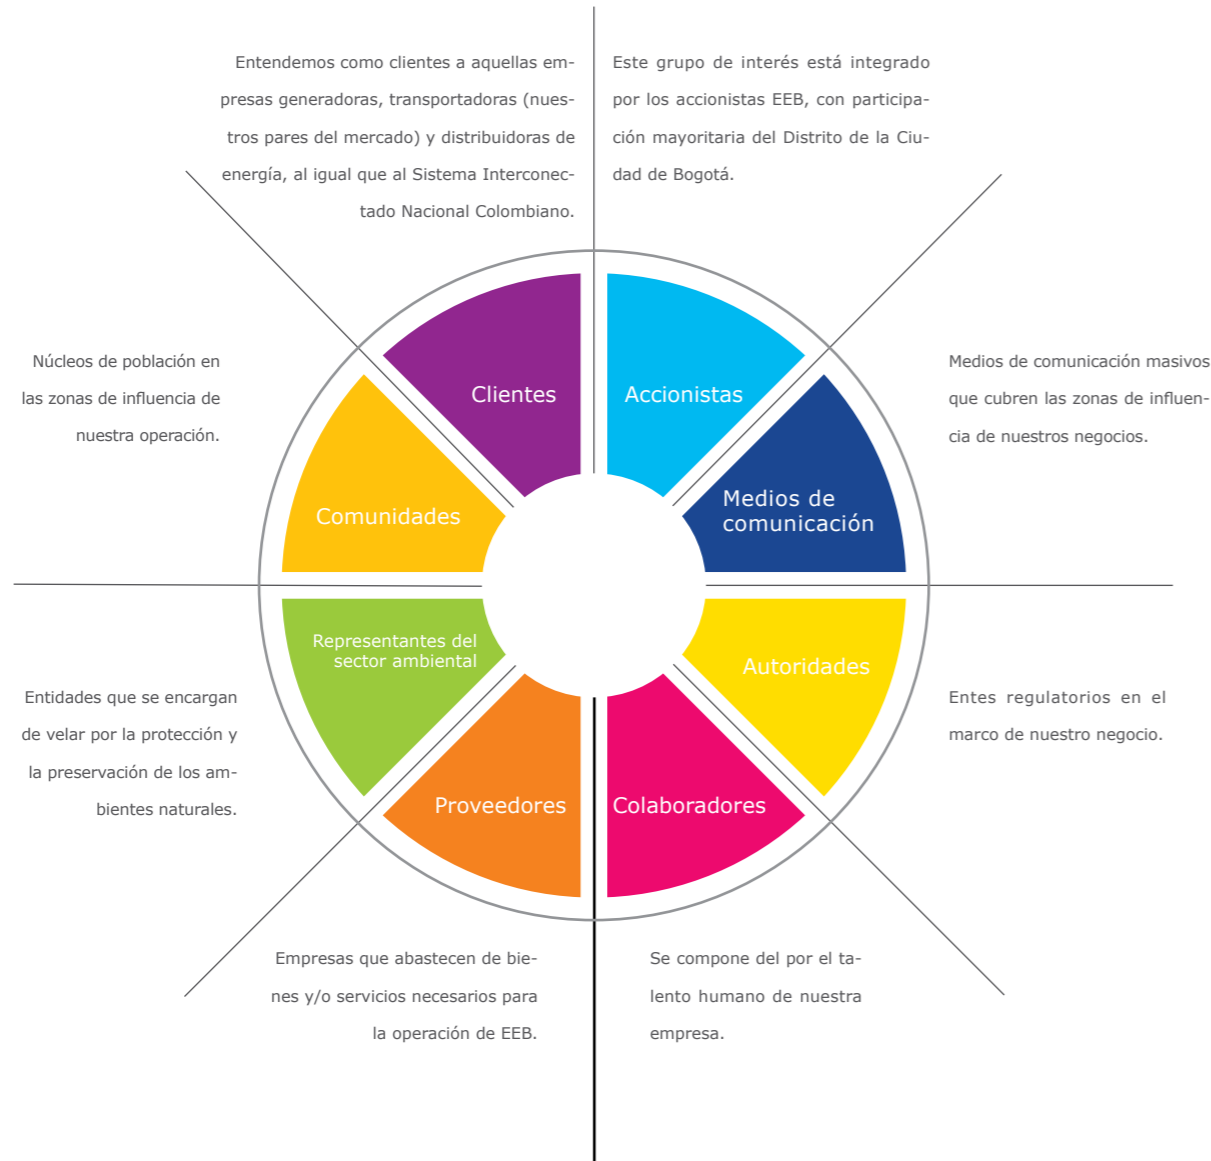 Entendemos como clientes a aquellas em-
presas generadoras, transportadoras (nues-
tros pares del mercado) y distribuidoras de
energía, al igual que al Sistema Interconec-
tado Nacional Colombiano.
Este grupo de interés está integrado
por los accionistas EEB, con participa-
ción mayoritaria del Distrito de la Ciu-
dad de Bogotá.
Núcleos de población en
las zonas de influencia de
nuestra operación.
Clientes
Accionistas
Medios de comunicación masivos
que cubren las zonas de influen-
cia de nuestros negocios.
Comunidades
Medios de
comunicación
Representantes del
sector ambiental
Autoridades
Entidades que se encargan
de velar por la protección y
la preservación de los am-
bientes naturales.
Entes regulatorios en el
marco de nuestro negocio.
Proveedores
Colaboradores
Empresas que abastecen de bie-
nes y/o servicios necesarios para
la operación de EEB.
Se compone del por el ta-
lento humano de nuestra
empresa.